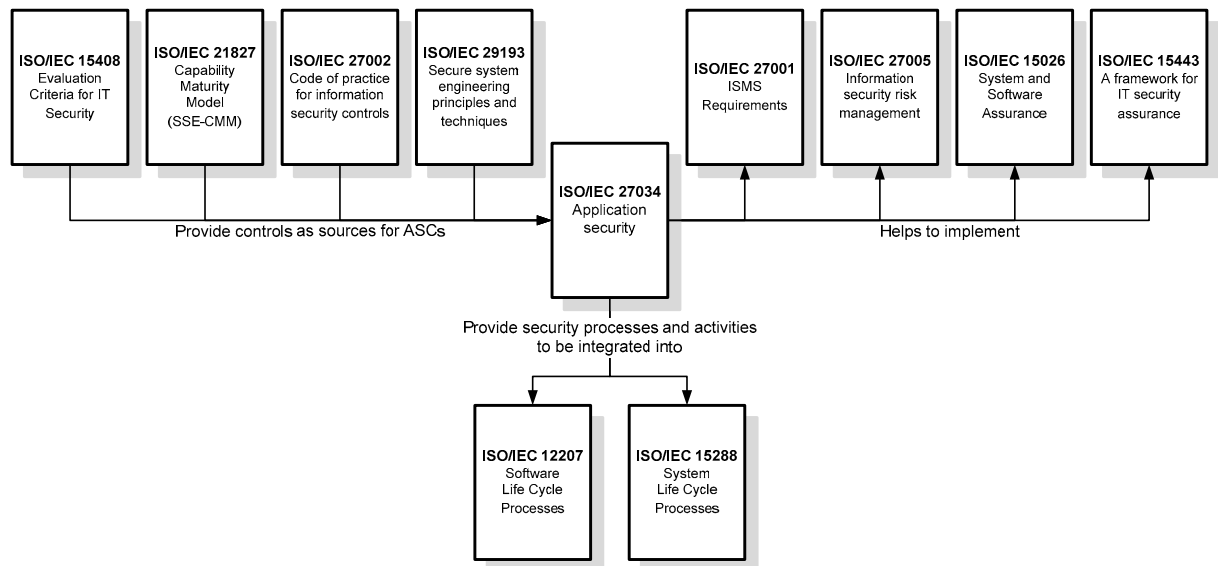 ISO/IEC 15408
Evaluation
Criteria for IT
Security
ISO/IEC 21827
Capability
Maturity
Model
(SSE-CMM)
ISO/IEC 27002
Code of practice
for information
security controls
ISO/IEC 29193
Secure system
engineering
principles and
techniques
ISO/IEC 27001
ISMS
Requirements
ISO/IEC 27005
Information
security risk
management
ISO/IEC 15026
System and
Software
Assurance
ISO/IEC 15443
A framework for
IT security
assurance
ISO/IEC 27034
Application
security
Provide controls as sources for ASCs
Helps to implement
Provide security processes and activities
to be integrated into
ISO/IEC 12207
Software
Life Cycle
Processes
ISO/IEC 15288
System
Life Cycle
Processes